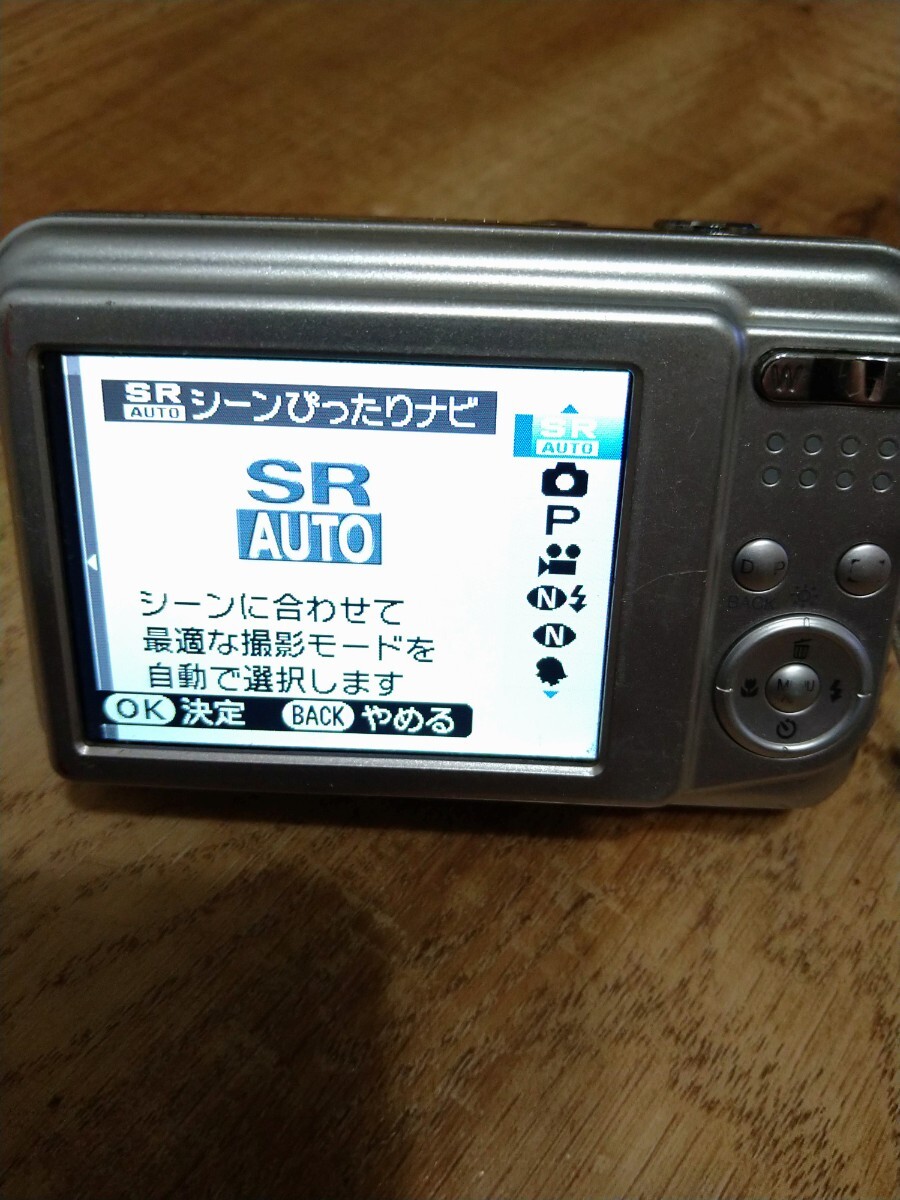 SR AUTO シーンぴったりナビ
SR
AUTO
SR
AUTO
P
N
N
シーンに合わせて
最適な撮影モードを
自動で選択します
OK 決定 BACK やめる
W
BACK